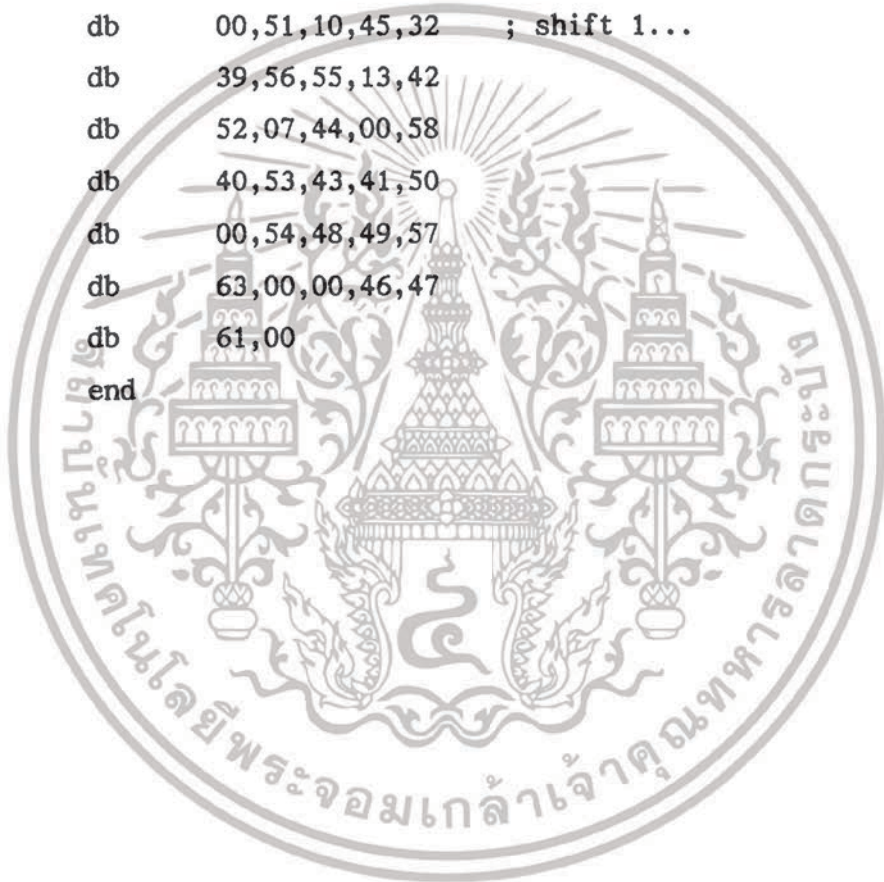 db 00,51,10,45,32 ; shift 1...
db 39,56,55,13,42
db 52,07,44,00,58
db 40,53,43,41,50
db 00,54,48,49,57
db 63,00,00,46,47
db 61,00
end
สถาบันเทคโนโลยีพระจอมเกล้าเจ้าคุณทหารลาดกระบัง